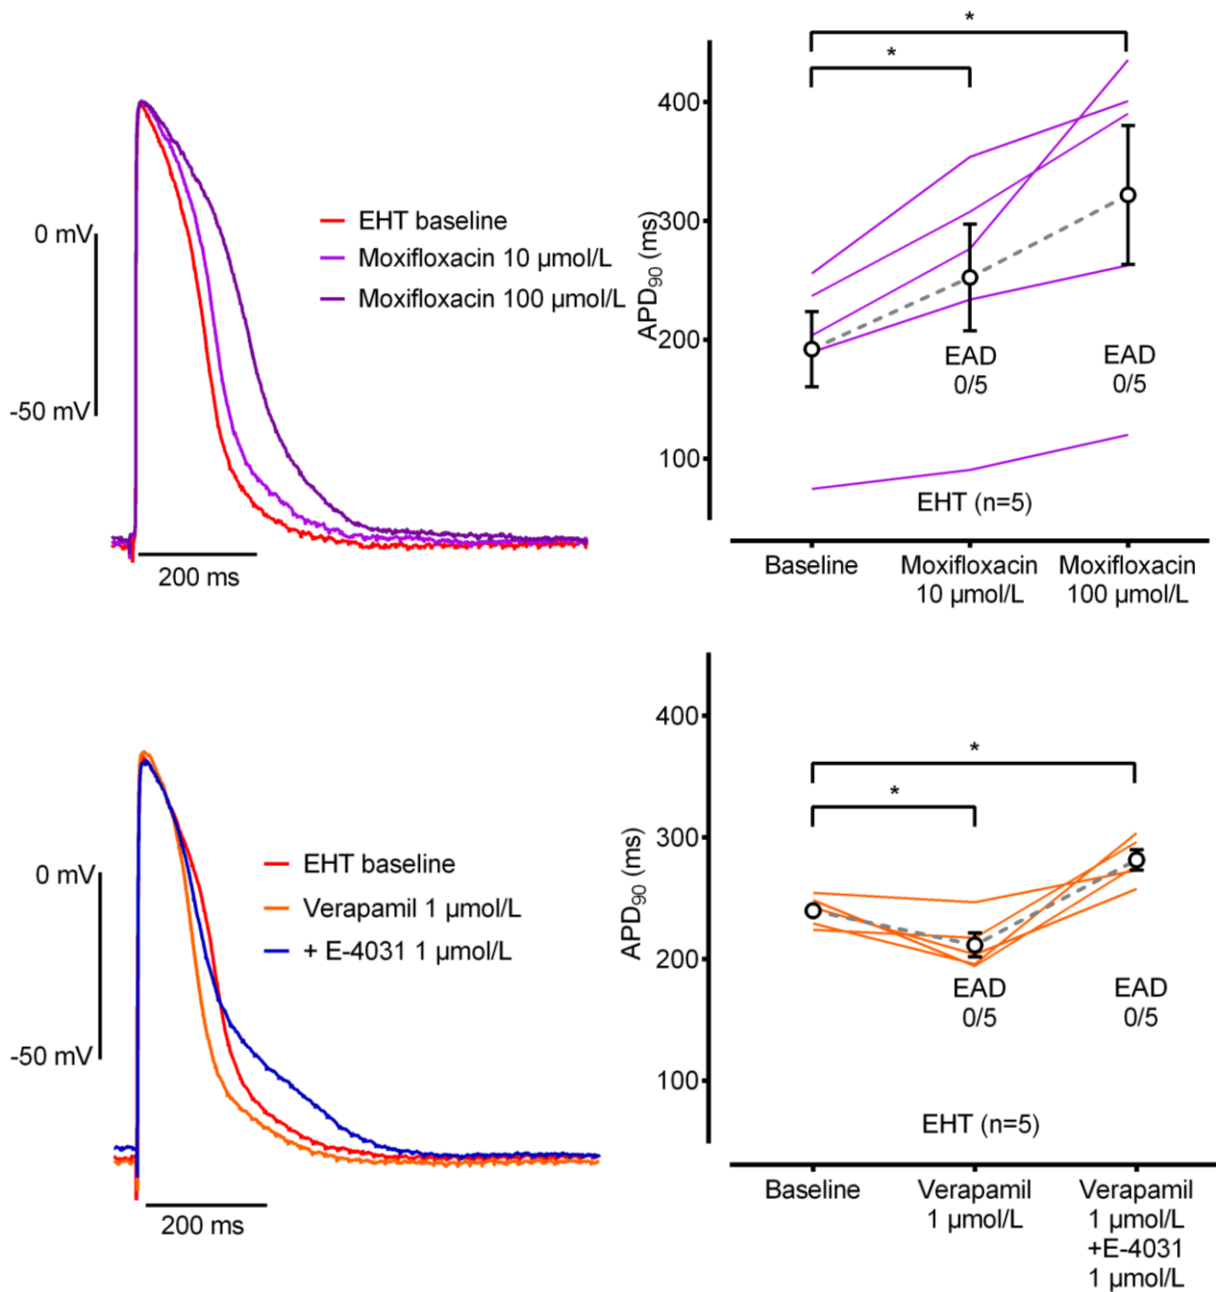 0 mV
-50 mV
200 ms
EHT baseline
Moxifloxacin 10 µmol/L
Moxifloxacin 100 µmol/L
*
*
APD90 (ms)
400
300
200
100
EAD
0/5
EAD
0/5
EHT (n=5)
Baseline
Moxifloxacin
10 µmol/L
Moxifloxacin
100 µmol/L
0 mV
-50 mV
200 ms
EHT baseline
Verapamil 1 µmol/L
+ E-4031 1 µmol/L
*
*
APD90 (ms)
400
300
200
100
EAD
0/5
EAD
0/5
EHT (n=5)
Baseline
Verapamil
1 µmol/L
Verapamil
1 µmol/L
+E-4031
1 µmol/L